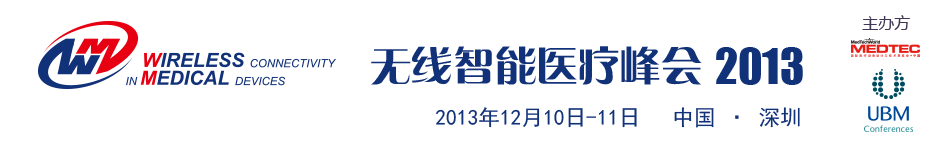 WM
WIRELESS CONNECTIVITY
IN MEDICAL DEVICES
无线智能医疗峰会 2013
2013年12月10日-11日 中国 · 深圳
主办方
MedTechWorld
MEDTEC
UBM
Conferences